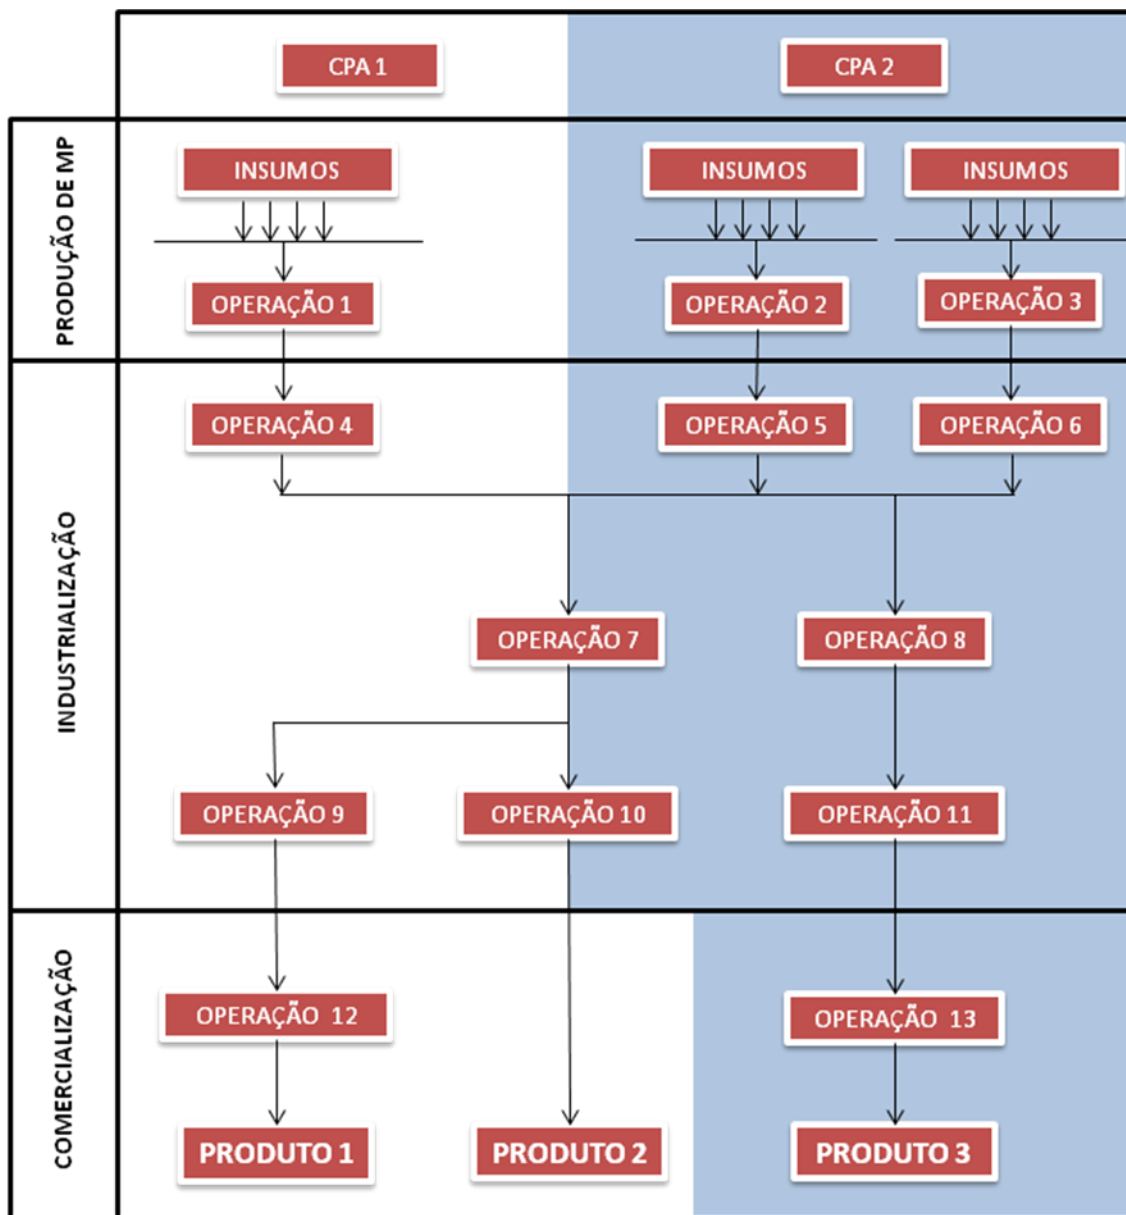 CPA 1
CPA 2
PRODUÇÃO DE MP
INSUMOS
INSUMOS
INSUMOS
OPERAÇÃO 1
OPERAÇÃO 2
OPERAÇÃO 3
INDUSTRIALIZAÇÃO
OPERAÇÃO 4
OPERAÇÃO 5
OPERAÇÃO 6
OPERAÇÃO 7
OPERAÇÃO 8
OPERAÇÃO 9
OPERAÇÃO 10
OPERAÇÃO 11
COMERCIALIZAÇÃO
OPERAÇÃO 12
OPERAÇÃO 13
PRODUTO 1
PRODUTO 2
PRODUTO 3